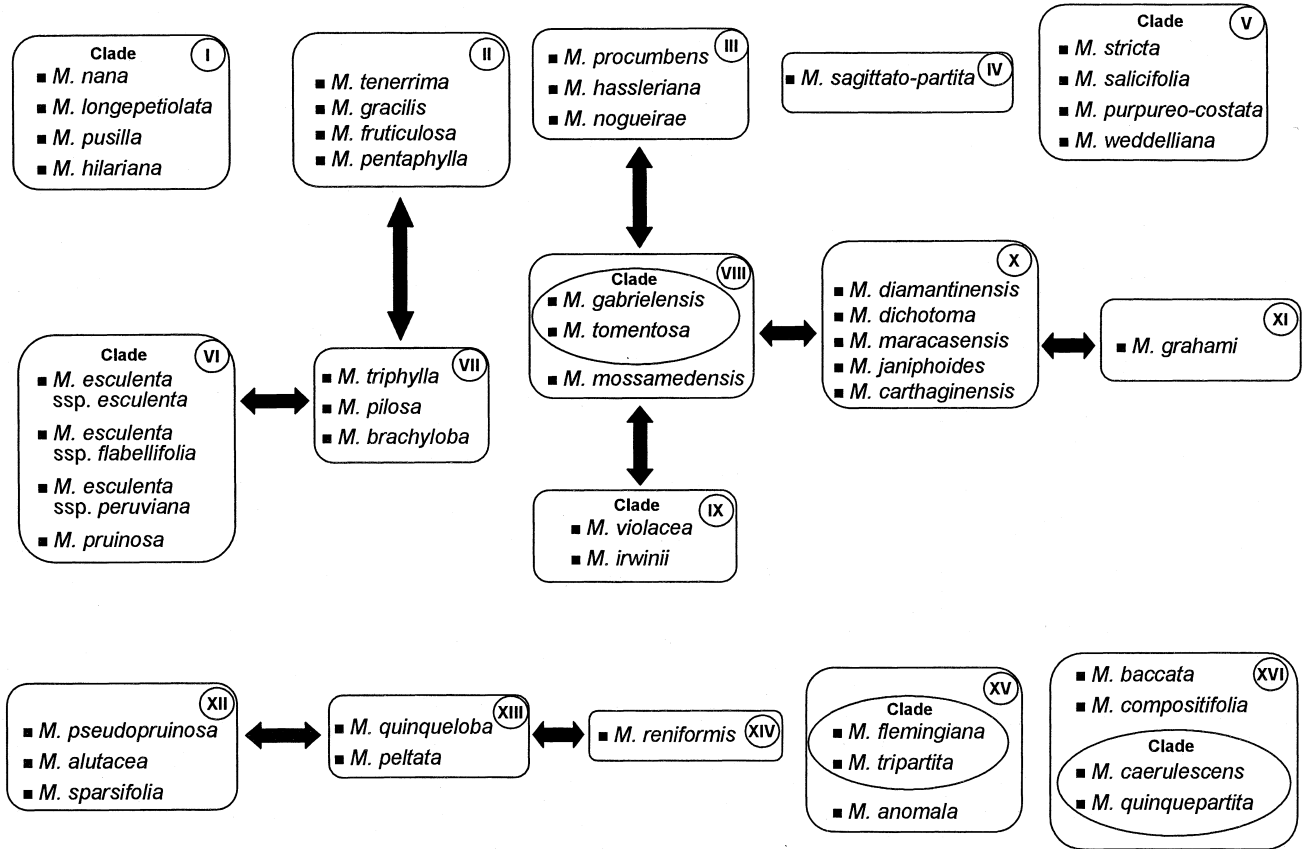 Clade I
M. nana
M. longepetiolata
M. pusilla
M. hilariana
II
M. tenerrima
M. gracilis
M. fruticulosa
M. pentaphylla
III
M. procumbens
M. hassleriana
M. nogueirae
IV
M. sagittato-partita
Clade V
M. stricta
M. salicifolia
M. purpureo-costata
M. weddelliana
Clade VI
M. esculenta
ssp. esculenta
M. esculenta
ssp. flabellifolia
M. esculenta
ssp. peruviana
M. pruinosa
VII
M. triphylla
M. pilosa
M. brachyloba
VIII
Clade
M. gabrielensis
M. tomentosa
M. mossamedensis
Clade IX
M. violacea
M. irwinii
X
M. diamantinensis
M. dichotoma
M. maracasensis
M. janiphoides
M. carthaginensis
XI
M. grahami
XII
M. pseudopruinosa
M. alutacea
M. sparsifolia
XIII
M. quinqueloba
M. peltata
M. reniformis XIV
XV
Clade
M. flemingiana
M. tripartita
M. anomala
M. baccata XVI
M. compositifolia
Clade
M. caerulescens
M. quinquepartita